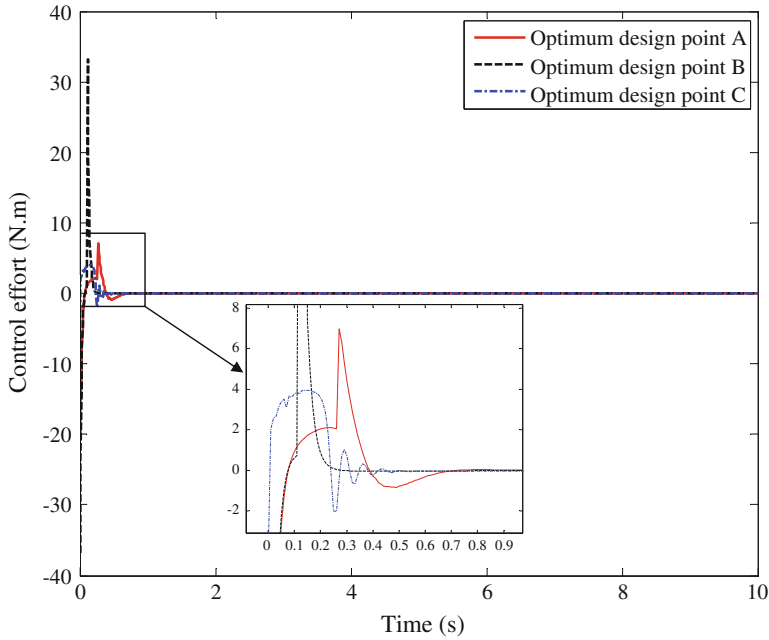 40
30
20
10
0
-10
-20
-30
-40
Control effort (N.m)
Optimum design point A
Optimum design point B
Optimum design point C
8
6
4
2
0
-2
0 0.1 0.2 0.3 0.4 0.5 0.6 0.7 0.8 0.9
0 2 4 6 8 10
Time (s)